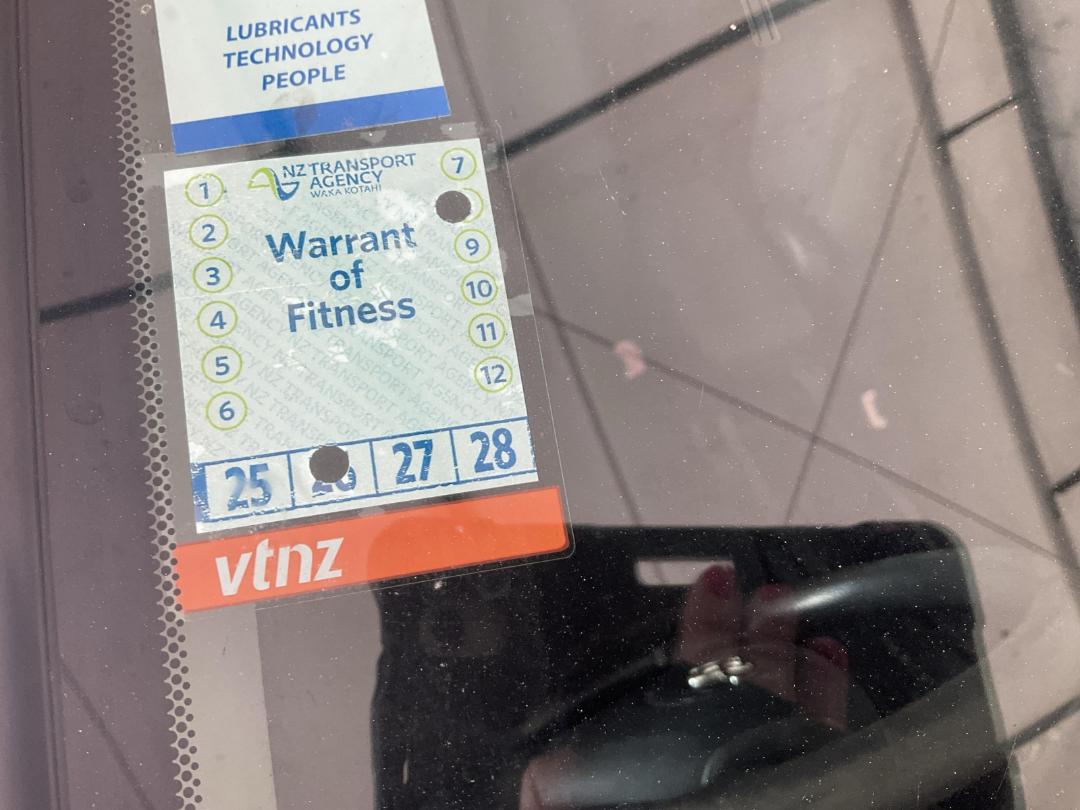 LUBRICANTS
TECHNOLOGY
PEOPLE
NZ TRANSPORT
AGENCY
WAKA KOTAHI
Warrant
of
Fitness
1
2
3
4
5
6
7
9
10
11
12
25 26 27 28
vtnz